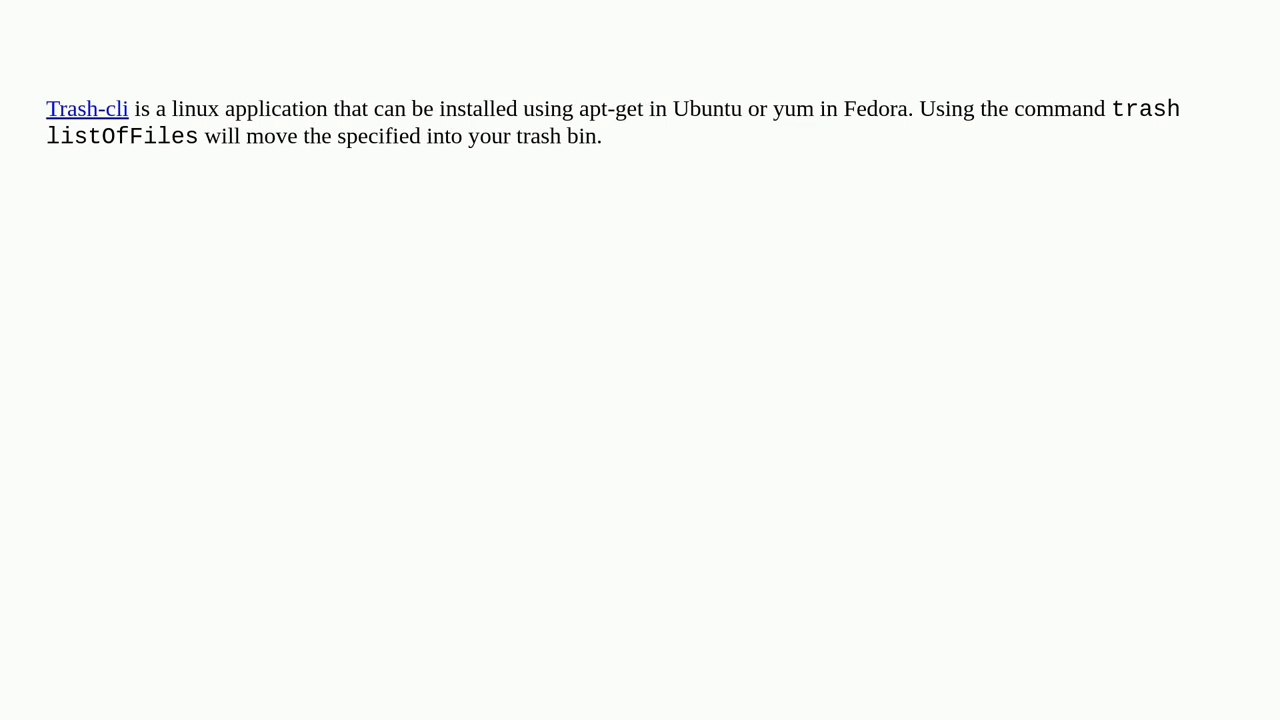 Trash-cli is a linux application that can be installed using apt-get in Ubuntu or yum in Fedora. Using the command trash
listOfFiles will move the specified into your trash bin.